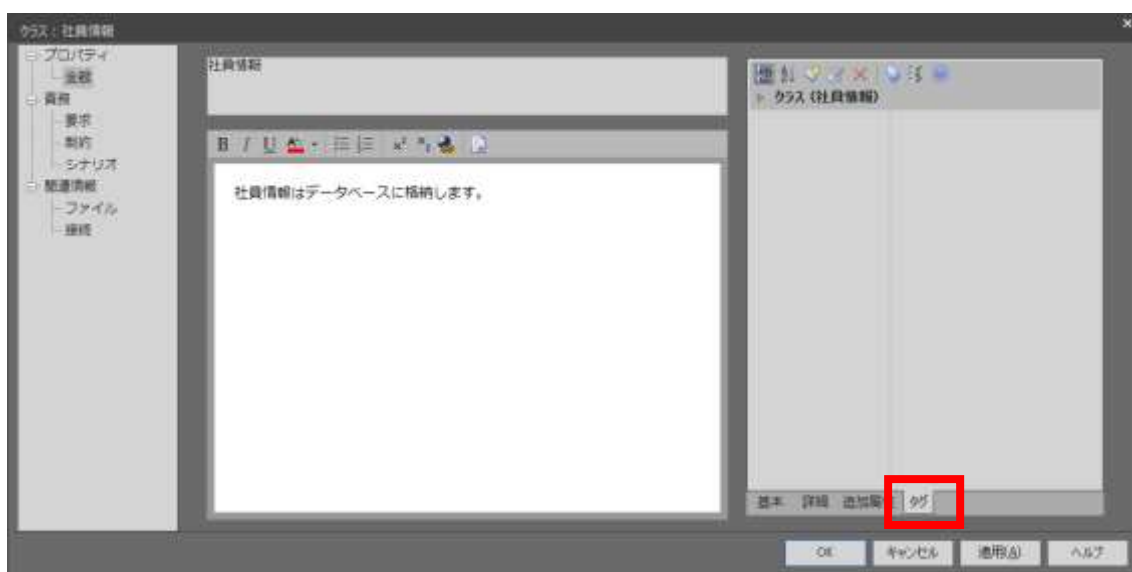 クラス : 社員情報
プロパティ
全般
責務
要求
制約
シナリオ
関連情報
ファイル
接続
社員情報
B I U
社員情報はデータベースに格納します。
クラス (社員情報)
基本 詳細 タグ
OK キャンセル 適用(A) ヘルプ